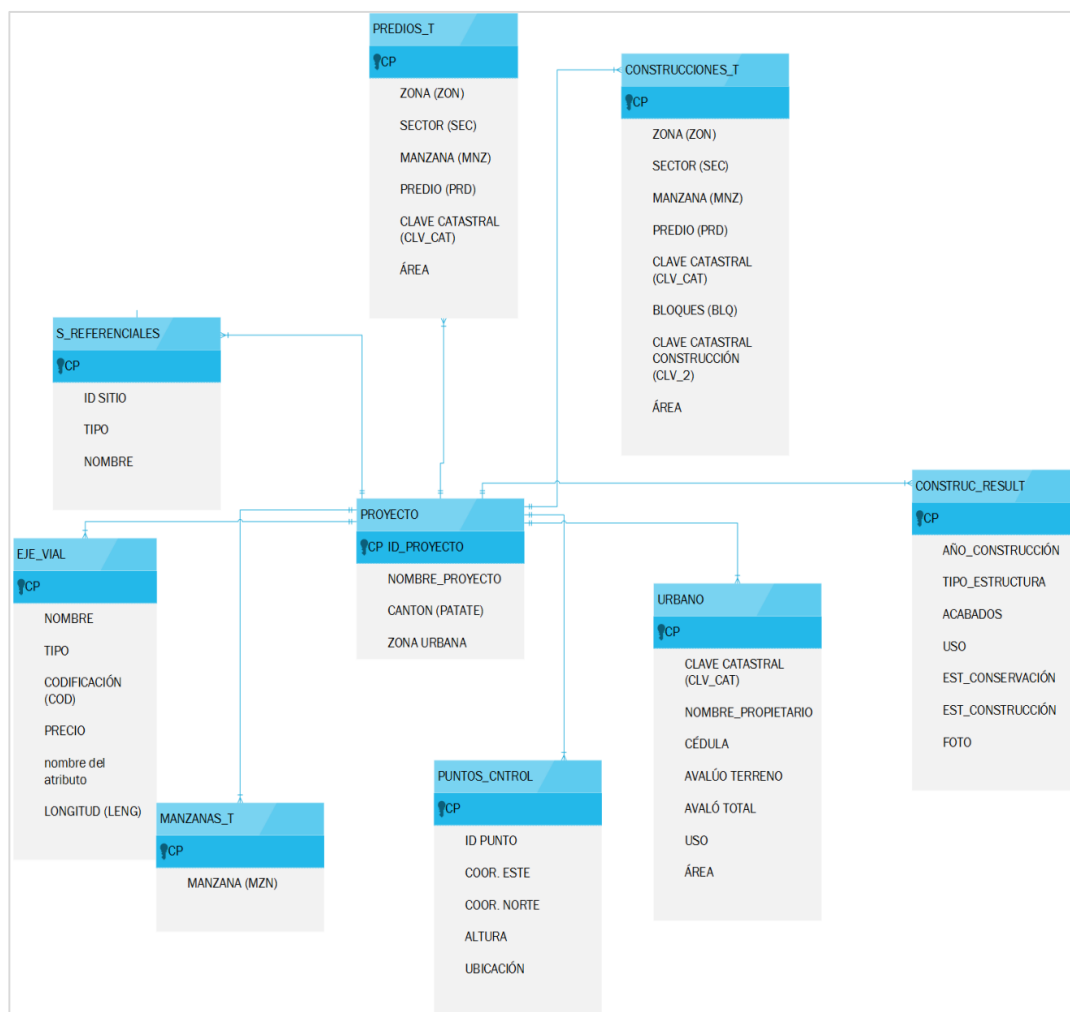 PREDIOS_T
CP
ZONA (ZON)
SECTOR (SEC)
MANZANA (MNZ)
PREDIO (PRD)
CLAVE CATASTRAL
(CLV_CAT)
ÁREA
CONSTRUCCIONES_T
CP
ZONA (ZON)
SECTOR (SEC)
MANZANA (MNZ)
PREDIO (PRD)
CLAVE CATASTRAL
(CLV_CAT)
BLOQUES (BLQ)
CLAVE CATASTRAL
CONSTRUCCIÓN
(CLV_2)
ÁREA
S_REFERENCIALES
CP
ID SITIO
TIPO
NOMBRE
PROYECTO
CP ID_PROYECTO
NOMBRE_PROYECTO
CANTON (PATATE)
ZONA URBANA
CONSTRUC_RESULT
CP
AÑO_CONSTRUCCIÓN
TIPO_ESTRUCTURA
ACABADOS
USO
EST_CONSERVACIÓN
EST_CONSTRUCCIÓN
FOTO
EJE_VIAL
CP
NOMBRE
TIPO
CODIFICACIÓN
(COD)
PRECIO
nombre del
atributo
LONGITUD (LENG)
URBANO
CP
CLAVE CATASTRAL
(CLV_CAT)
NOMBRE_PROPIETARIO
CÉDULA
AVALÚO TERRENO
AVALÓ TOTAL
USO
ÁREA
MANZANAS_T
CP
MANZANA (MZN)
PUNTOS_CNTROL
CP
ID PUNTO
COOR. ESTE
COOR. NORTE
ALTURA
UBICACIÓN